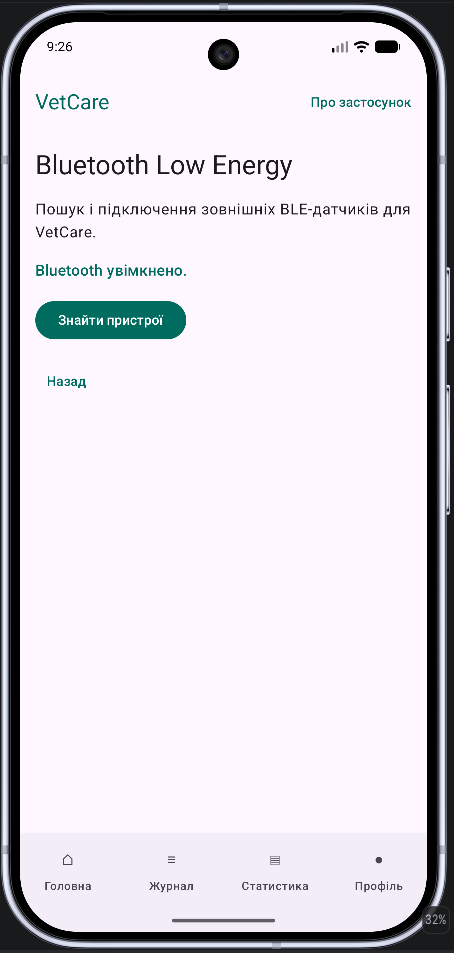 9:26
VetCare
Про застосунок
Bluetooth Low Energy
Пошук і підключення зовнішніх BLE-датчиків для
VetCare.
Bluetooth увімкнено.
Знайти пристрої
Назад
Головна
Журнал
Статистика
Профіль
32%